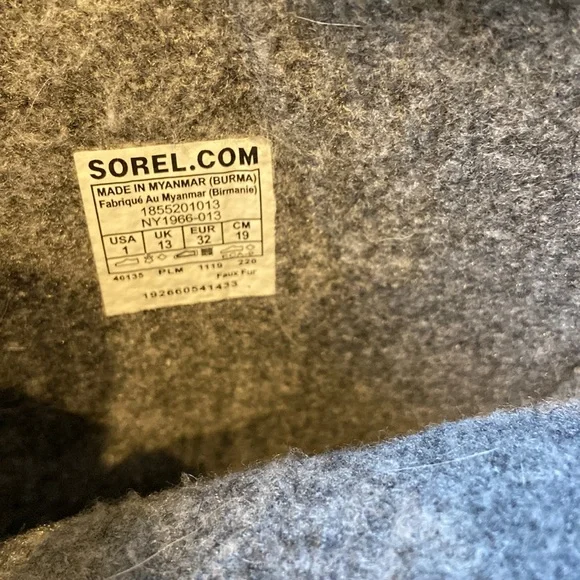 SOREL.COM
MADE IN MYANMAR (BURMA)
Fabriqué Au Myanmar (Birmanie)
1855201013
NY1966-013
USA UK EUR CM
1 13 32 19
40135 PLM 1119 220
Faux Fur
192660541433